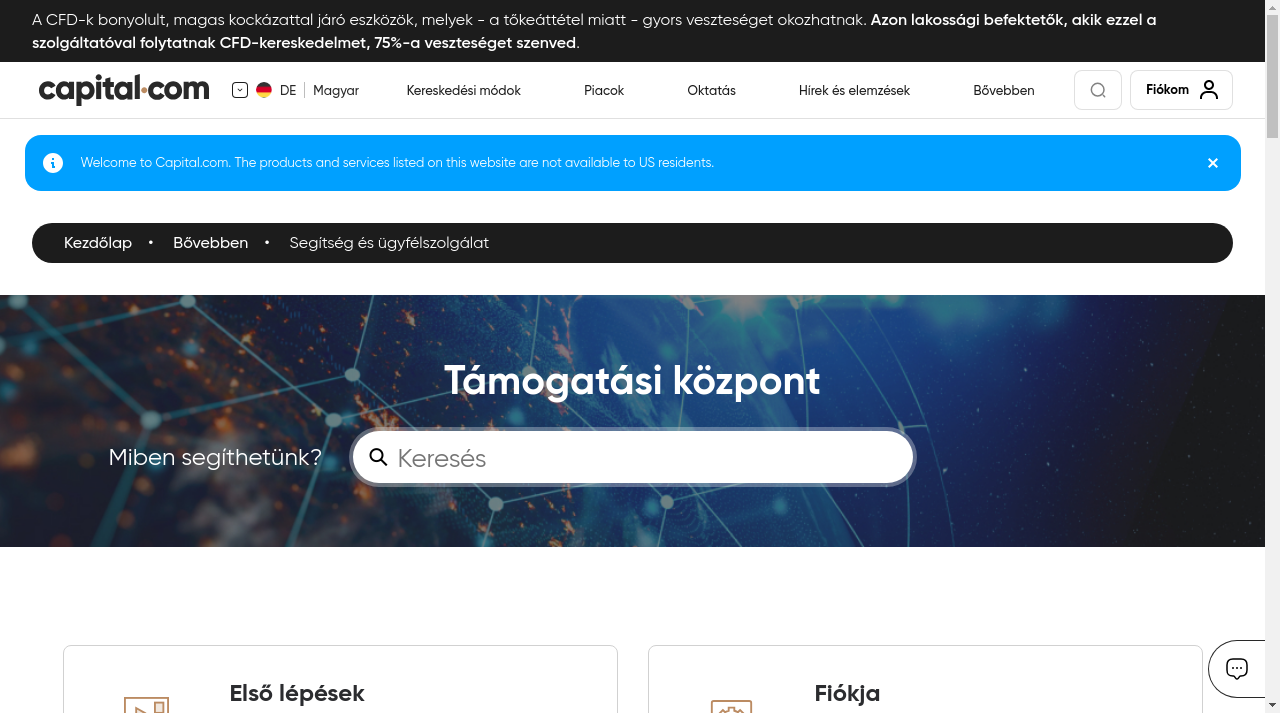 A CFD-k bonyolult, magas kockázattal járó eszközök, melyek - a tőkeáttétel miatt - gyors veszteséget okozhatnak. Azon lakossági befektetők, akik ezzel a
szolgáltatóval folytatnak CFD-kereskedelmet, 75%-a veszteséget szenved.
capital.com DE Magyar Kereskedési módok Piacok Oktatás Hírek és elemzések Bővebben Fiókom
Welcome to Capital.com. The products and services listed on this website are not available to US residents.
Kezdőlap • Bővebben • Segítség és ügyfélszolgálat
Támogatási központ
Miben segíthetünk? Keresés
Első lépések Fiókja